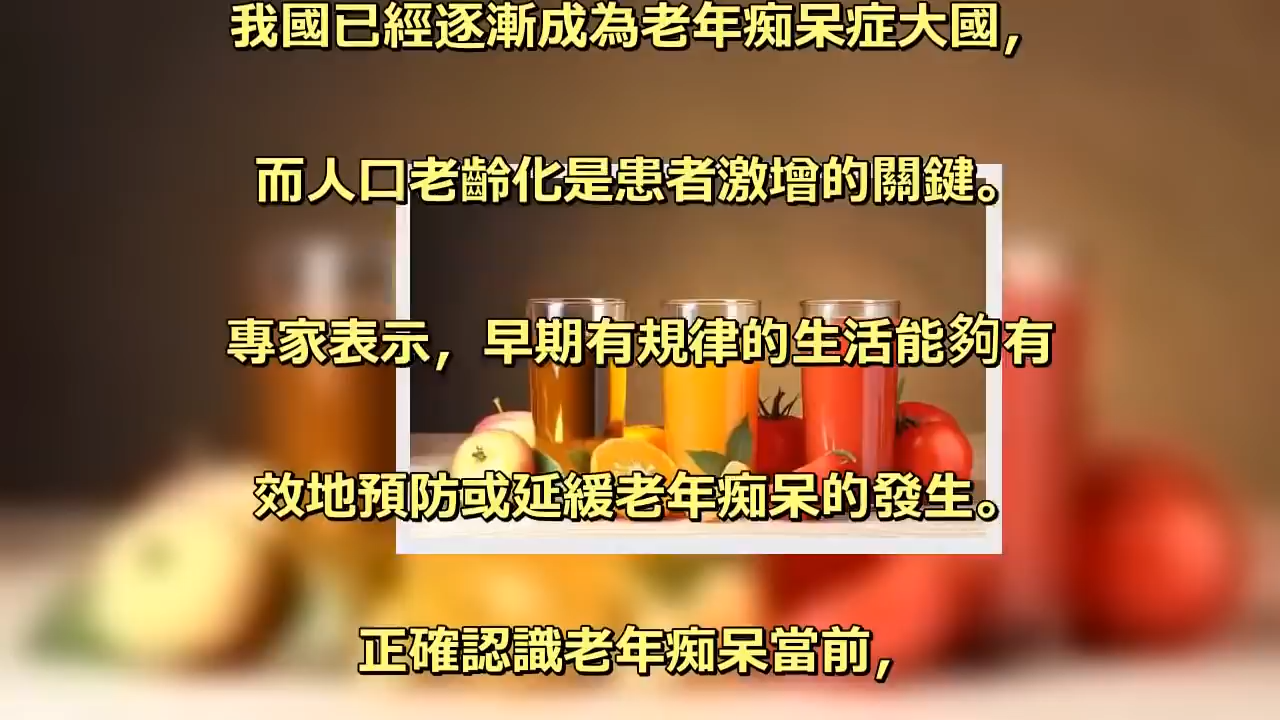 我國已經逐漸成為老年痴呆症大國，
而人口老齡化是患者激增的關鍵。
專家表示，早期有規律的生活能夠有
效地預防或延緩老年痴呆的發生。
正確認識老年痴呆當前，